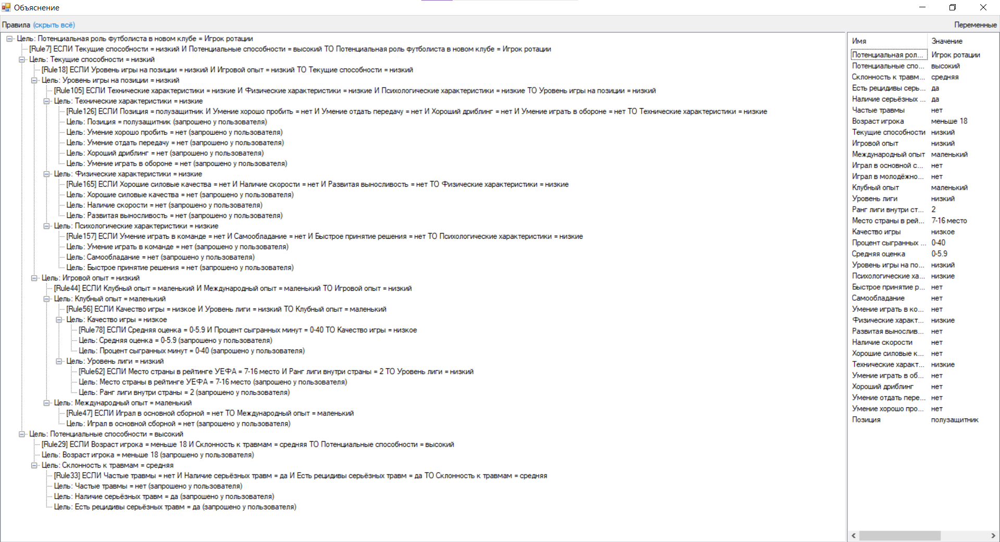 Объяснение
Правила (скрыть всё)
Переменные
Цель: Потенциальная роль футболиста в новом клубе = Игрок ротации
[Rule7] ЕСЛИ Текущие способности = низкий И Потенциальные способности = высокий ТО Потенциальная роль футболиста в новом клубе = Игрок ротации
Цель: Текущие способности = низкий
[Rule18] ЕСЛИ Уровень игры на позиции = низкий И Игровой опыт = низкий ТО Текущие способности = низкий
Цель: Уровень игры на позиции = низкий
[Rule105] ЕСЛИ Технические характеристики = низкие И Физические характеристики = низкие И Психологические характеристики = низкие ТО Уровень игры на позиции = низкий
Цель: Технические характеристики = низкие
[Rule126] ЕСЛИ Позиция = полузащитник И Умение хорошо пробить = нет И Умение отдать передачу = нет И Хороший дриблинг = нет И Умение играть в обороне = нет ТО Технические характеристики = низкие
Цель: Позиция = полузащитник (запрошено у пользователя)
Цель: Умение хорошо пробить = нет (запрошено у пользователя)
Цель: Умение отдать передачу = нет (запрошено у пользователя)
Цель: Хороший дриблинг = нет (запрошено у пользователя)
Цель: Умение играть в обороне = нет (запрошено у пользователя)
Цель: Физические характеристики = низкие
[Rule165] ЕСЛИ Хорошие силовые качества = нет И Наличие скорости = нет И Развитая выносливость = нет ТО Физические характеристики = низкие
Цель: Хорошие силовые качества = нет (запрошено у пользователя)
Цель: Наличие скорости = нет (запрошено у пользователя)
Цель: Развитая выносливость = нет (запрошено у пользователя)
Цель: Психологические характеристики = низкие
[Rule157] ЕСЛИ Умение играть в команде = нет И Самообладание = нет И Быстрое принятие решения = нет ТО Психологические характеристики = низкие
Цель: Умение играть в команде = нет (запрошено у пользователя)
Цель: Самообладание = нет (запрошено у пользователя)
Цель: Быстрое принятие решения = нет (запрошено у пользователя)
Цель: Игровой опыт = низкий
[Rule44] ЕСЛИ Клубный опыт = маленький И Международный опыт = маленький ТО Игровой опыт = низкий
Цель: Клубный опыт = маленький
[Rule56] ЕСЛИ Качество игры = низкое И Уровень лиги = низкий ТО Клубный опыт = маленький
Цель: Качество игры = низкое
[Rule78] ЕСЛИ Средняя оценка = 0-5.9 И Процент сыгранных минут = 0-40 ТО Качество игры = низкое
Цель: Средняя оценка = 0-5.9 (запрошено у пользователя)
Цель: Процент сыгранных минут = 0-40 (запрошено у пользователя)
Цель: Уровень лиги = низкий
[Rule62] ЕСЛИ Место страны в рейтинге УЕФА = 7-16 место И Ранг лиги внутри страны = 2 ТО Уровень лиги = низкий
Цель: Место страны в рейтинге УЕФА = 7-16 место (запрошено у пользователя)
Цель: Ранг лиги внутри страны = 2 (запрошено у пользователя)
Цель: Международный опыт = маленький
[Rule47] ЕСЛИ Играл в основной сборной = нет ТО Международный опыт = маленький
Цель: Играл в основной сборной = нет (запрошено у пользователя)
Цель: Потенциальные способности = высокий
[Rule29] ЕСЛИ Возраст игрока = меньше 18 И Склонность к травмам = средняя ТО Потенциальные способности = высокий
Цель: Возраст игрока = меньше 18 (запрошено у пользователя)
Цель: Склонность к травмам = средняя
[Rule33] ЕСЛИ Частые травмы = нет И Наличие серьёзных травм = да И Есть рецидивы серьёзных травм = да ТО Склонность к травмам = средняя
Цель: Частые травмы = нет (запрошено у пользователя)
Цель: Наличие серьёзных травм = да (запрошено у пользователя)
Цель: Есть рецидивы серьёзных травм = да (запрошено у пользователя)
Имя Значение
Потенциальная рол... Игрок ротации
Потенциальные спо... высокий
Склонность к травм... средняя
Есть рецидивы серь... да
Наличие серьёзных ... да
Частые травмы нет
Возраст игрока меньше 18
Текущие способности низкий
Игровой опыт низкий
Международный опыт маленький
Играл в основной с... нет
Играл в молодёжно... нет
Клубный опыт маленький
Уровень лиги низкий
Ранг лиги внутри ст... 2
Место страны в рей... 7-16 место
Качество игры низкое
Процент сыгранных ... 0-40
Средняя оценка 0-5.9
Уровень игры на по... низкий
Психологические ха... низкие
Быстрое принятие р... нет
Самообладание нет
Умение играть в ко... нет
Физические характ... низкие
Развитая выносливо... нет
Наличие скорости нет
Хорошие силовые к... нет
Технические характ... низкие
Умение играть в об... нет
Хороший дриблинг нет
Умение отдать пере... нет
Умение хорошо про... нет
Позиция полузащитник